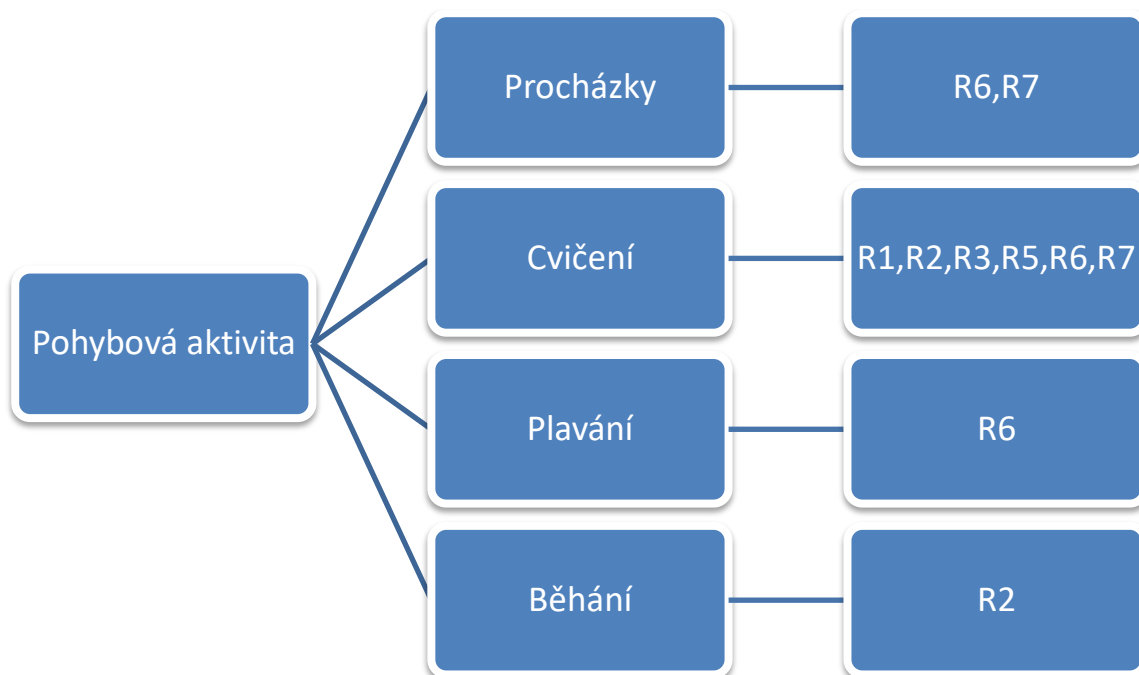 Pohybová aktivita
Procházky
R6,R7
Cvičení
R1,R2,R3,R5,R6,R7
Plavání
R6
Běhání
R2